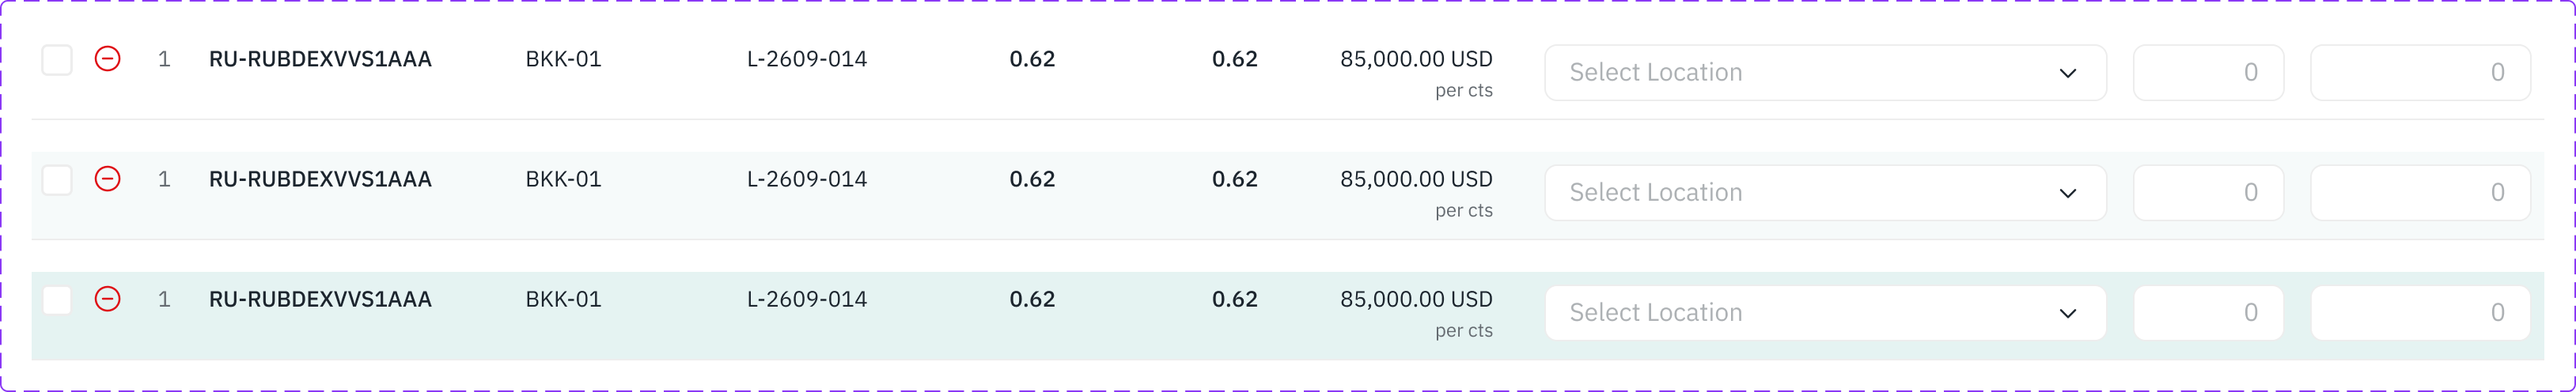 1 RU-RUBDEXVVS1AAA BKK-01 L-2609-014 0.62 0.62 85,000.00 USD Select Location 0 0
per cts
1 RU-RUBDEXVVS1AAA BKK-01 L-2609-014 0.62 0.62 85,000.00 USD Select Location 0 0
per cts
1 RU-RUBDEXVVS1AAA BKK-01 L-2609-014 0.62 0.62 85,000.00 USD Select Location 0 0
per cts